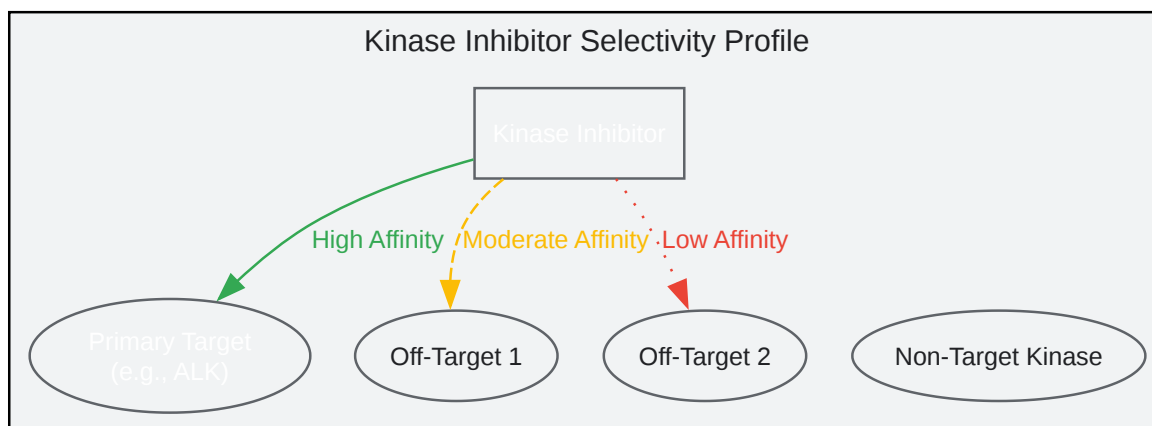 Kinase Inhibitor Selectivity Profile
Kinase Inhibitor
High Affinity
Moderate Affinity
Low Affinity
Primary Target
(e.g., ALK)
Off-Target 1
Off-Target 2
Non-Target Kinase